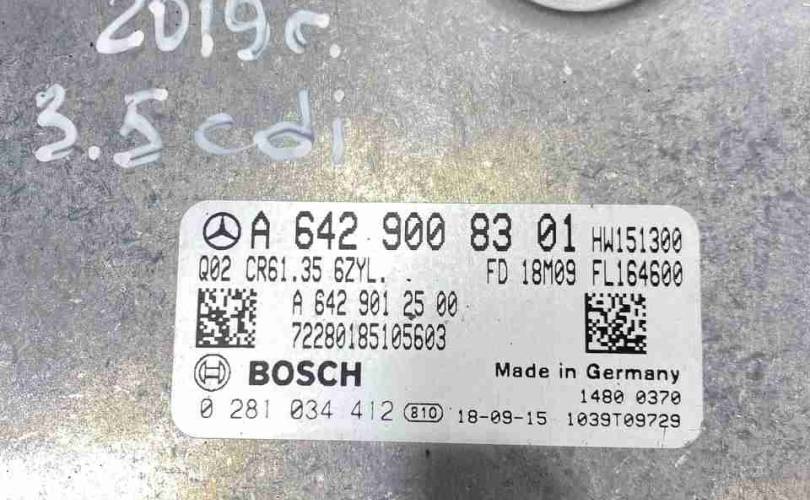 2019г.
3.5 cdi
A 642 900 83 01 HW151300
Q02 CR61.35 6ZYL. . FD 18M09 FL164600
A 642 901 25 00
72280185105603
BOSCH Made in Germany
1480 0370
0 281 034 412 810 18-09-15 1039T09729